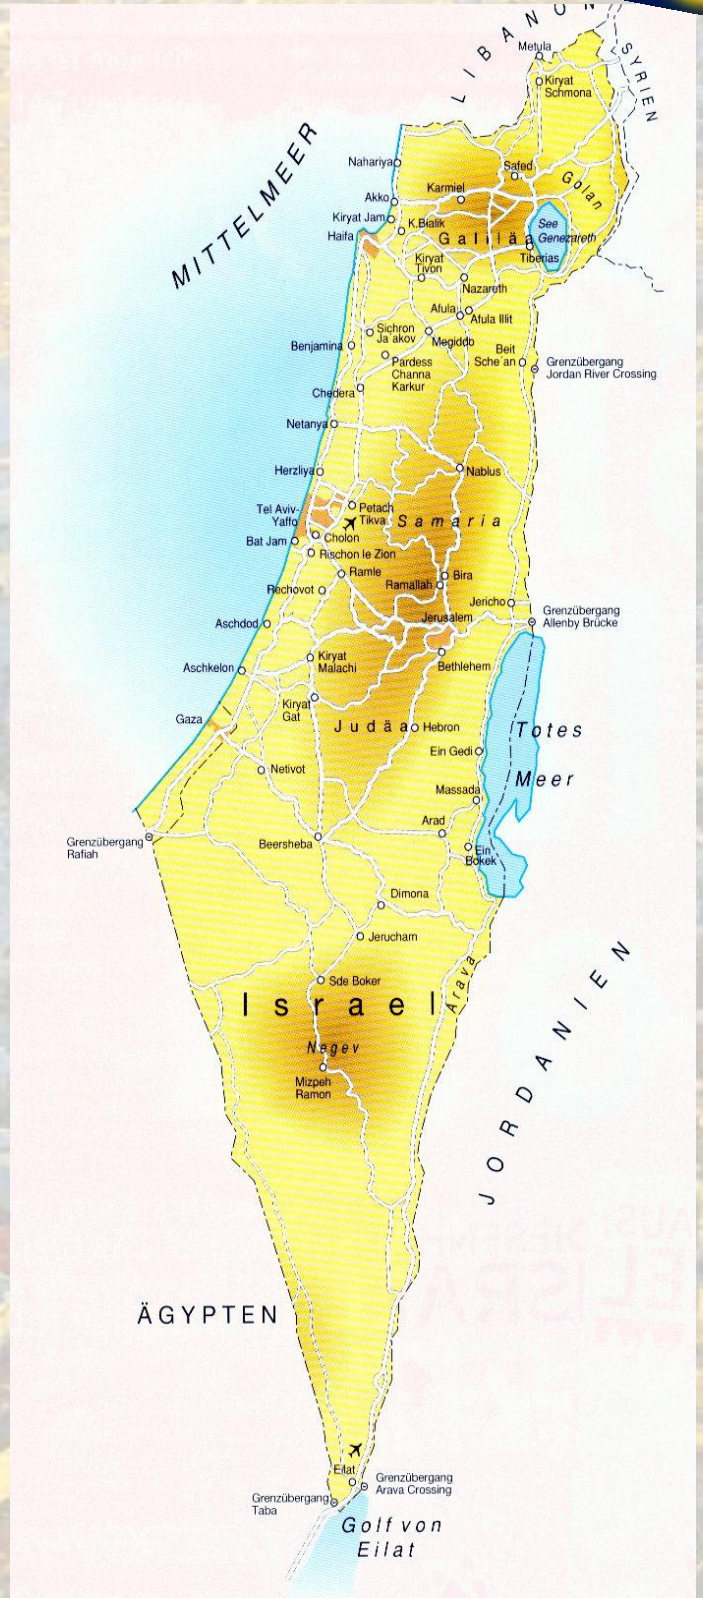 LIBANON
SYRIEN
Metula
Kiryat
Schmona
MITTELMEER
Nahariya
Safed
Golan
Karmiel
Akko
Kiryat Jam
K.Bialik
Haifa
Galiläa
See
Genezareth
Tiberias
Kiryat
Tivon
Nazareth
Afula
Afula Illit
Sichron
Ja´akov
Megiddo
Benjamina
Beit
Sche´an
Grenzübergang
Jordan River Crossing
Pardess
Channa
Karkur
Chedera
Netanya
Herzliya
Nablus
Tel Aviv-
Yaffo
Petach
Tikva
Samaria
Bat Jam
Cholon
Rischon le Zion
Ramle
Bira
Ramallah
Rechovot
Jericho
Grenzübergang
Allenby Brücke
Aschdod
Jerusalem
Kiryat
Malachi
Bethlehem
Aschkelon
Kiryat
Gat
Gaza
Judäa
Hebron
Totes
Meer
Ein Gedi
Netivot
Massada
Arad
Grenzübergang
Rafiah
Beersheba
Ein
Bokek
Dimona
Jerucham
Arava
Sde Boker
Israel
Negev
Mizpeh
Ramon
JORDANIEN
ÄGYPTEN
Eilat
Grenzübergang
Arava Crossing
Grenzübergang
Taba
Golf von
Eilat